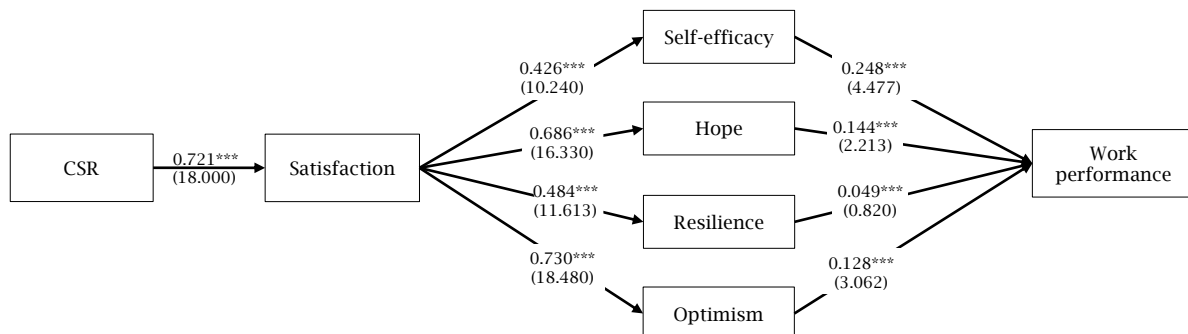 Self-efficacy
0.426***
(10.240)
0.248***
(4.477)
Hope
0.686***
(16.330)
0.144***
(2.213)
CSR
0.721***
(18.000)
Satisfaction
Work
performance
0.484***
(11.613)
Resilience
0.049***
(0.820)
0.730***
(18.480)
0.128***
(3.062)
Optimism